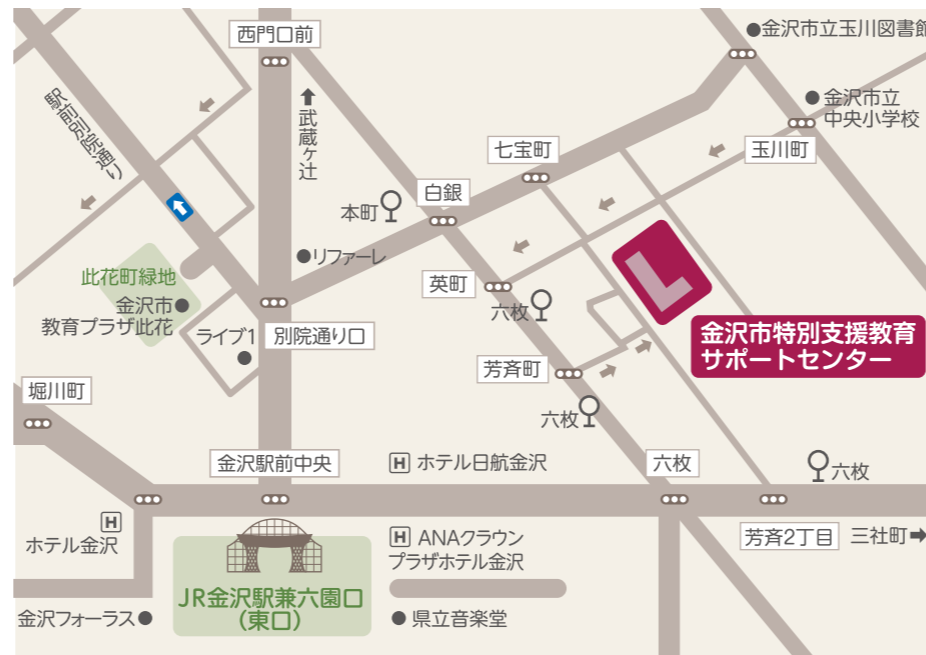 西門口前
金沢市立玉川図書館
駅前別院通り
武蔵ヶ辻
金沢市立
中央小学校
七宝町
玉川町
白銀
本町
リファーレ
此花町緑地
英町
金沢市
教育プラザ此花
六枚
ライブ1
別院通り口
金沢市特別支援教育
サポートセンター
芳斉町
堀川町
六枚
金沢駅前中央
H ホテル日航金沢
六枚
六枚
H
ホテル金沢
H ANAクラウン
プラザホテル金沢
芳斉2丁目
三社町
JR金沢駅兼六園口
(東口)
金沢フォーラス
県立音楽堂